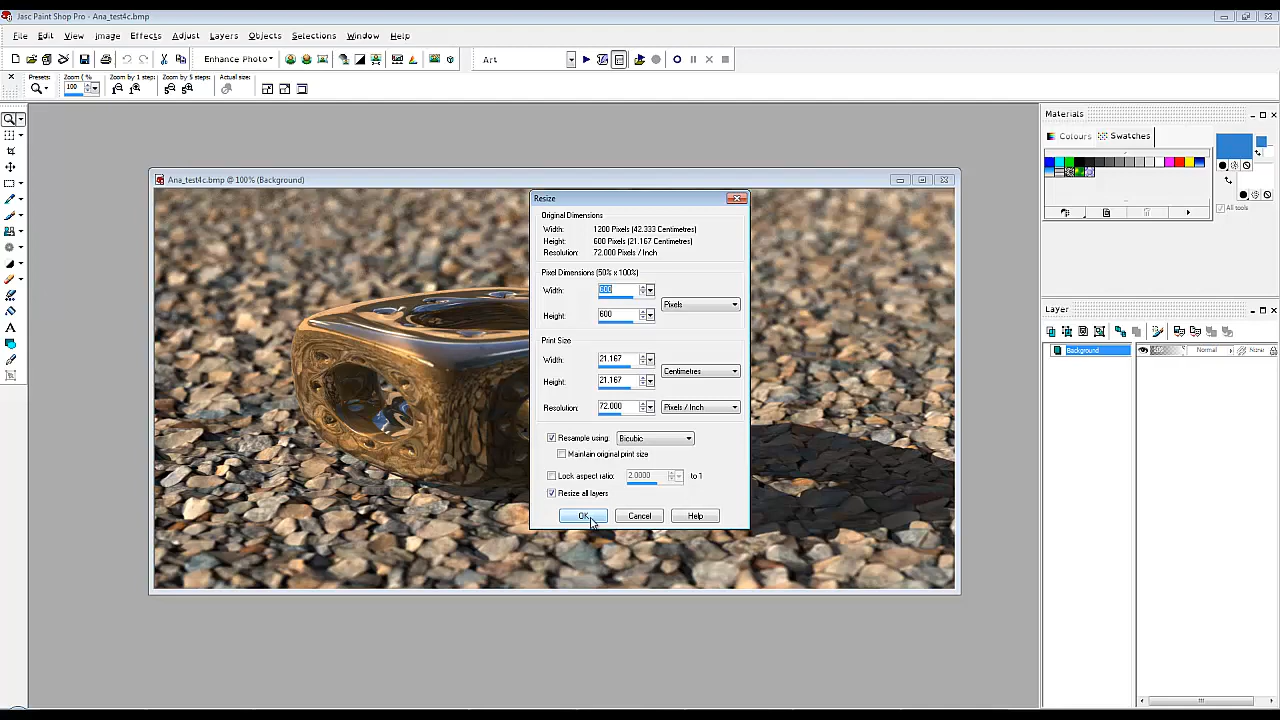 Jasc Paint Shop Pro - Ana_test4c.bmp
File Edit View Image Effects Adjust Layers Objects Selections Window Help
Enhance Photo
Art
Presets: Zoom ( % Zoom by 1 step: Zoom by 5 steps: Actual size:
100
Materials
Colours Swatches
All tools
Ana_test4c.bmp @ 100% (Background)
Resize
Original Dimensions
Width: 1200 Pixels (42.333 Centimetres)
Height: 600 Pixels (21.167 Centimetres)
Resolution: 72.000 Pixels / Inch
Pixel Dimensions (50% x 100%)
Width: 600
Pixels
Height: 600
Print Size
Width: 21.167
Centimetres
Height: 21.167
Resolution: 72.000 Pixels / Inch
Resample using: Bicubic
Maintain original print size
Lock aspect ratio: 2.0000 to 1
Resize all layers
OK Cancel Help
Layer
Background
Normal None